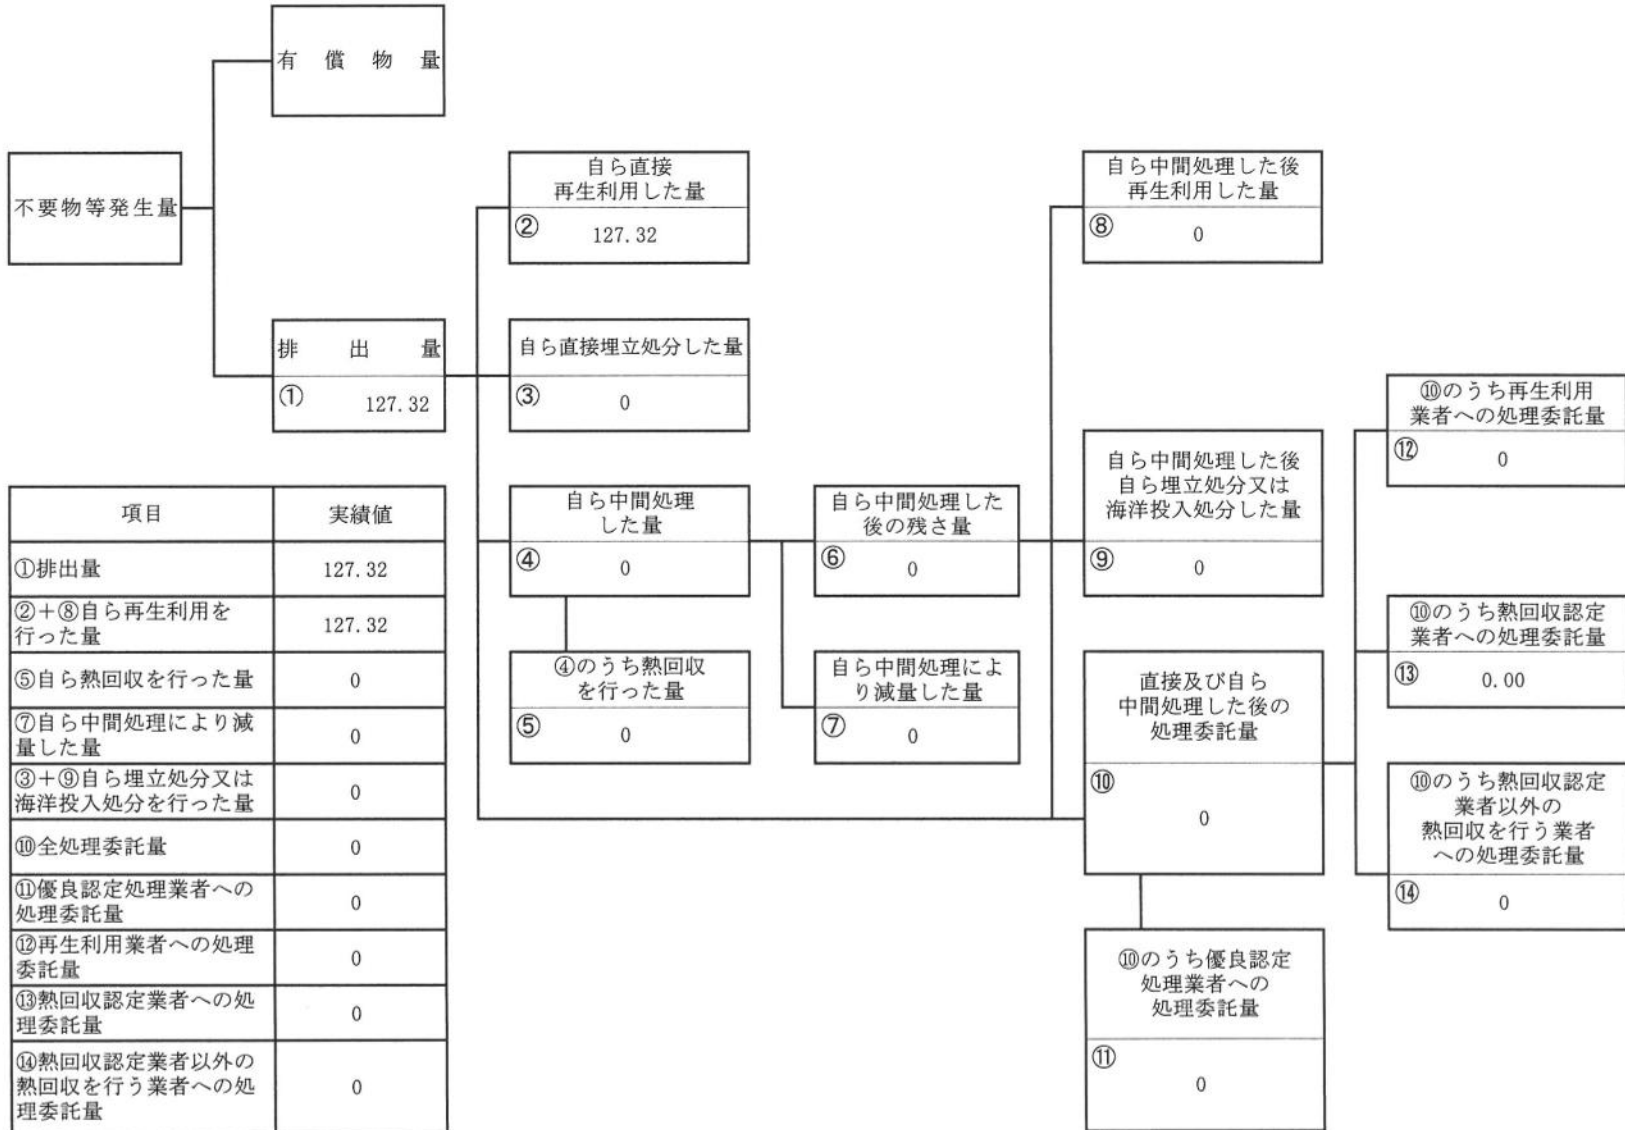 有償物量
不要物等発生量
排出量
① 127.32
自ら直接
再生利用した量
② 127.32
自ら直接埋立処分した量
③ 0
自ら中間処理
した量
④ 0
④のうち熱回収
を行った量
⑤ 0
自ら中間処理した
後の残さ量
⑥ 0
自ら中間処理によ
り減量した量
⑦ 0
自ら中間処理した後
再生利用した量
⑧ 0
自ら中間処理した後
自ら埋立処分又は
海洋投入処分した量
⑨ 0
直接及び自ら
中間処理した後の
処理委託量
⑩
0
⑩のうち優良認定
処理業者への
処理委託量
⑪
0
⑩のうち再生利用
業者への処理委託量
⑫ 0
⑩のうち熱回収認定
業者への処理委託量
⑬ 0.00
⑩のうち熱回収認定
業者以外の
熱回収を行う業者
への処理委託量
⑭ 0
項目 実績値
①排出量 127.32
②+⑧自ら再生利用を
行った量 127.32
⑤自ら熱回収を行った量 0
⑦自ら中間処理により減
量した量 0
③+⑨自ら埋立処分又は
海洋投入処分を行った量 0
⑩全処理委託量 0
⑪優良認定処理業者への
処理委託量 0
⑫再生利用業者への処理
委託量 0
⑬熱回収認定業者への処
理委託量 0
⑭熱回収認定業者以外の
熱回収を行う業者への処
理委託量 0